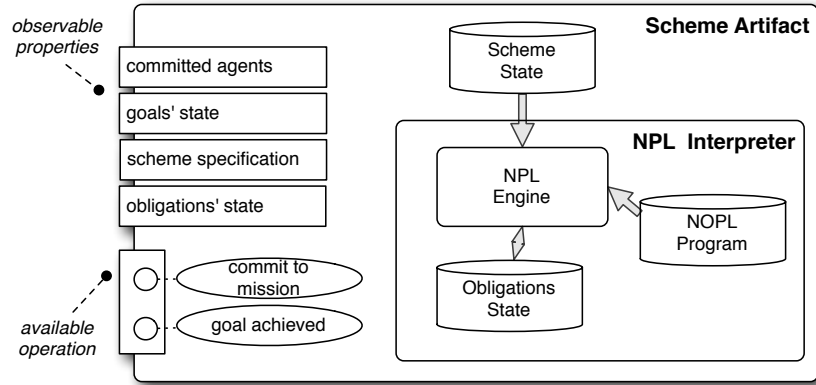 observable
properties
committed agents
goals' state
scheme specification
obligations' state
commit to
mission
goal achieved
available
operation
Scheme Artifact
Scheme
State
NPL Interpreter
NPL
Engine
NOPL
Program
Obligations
State